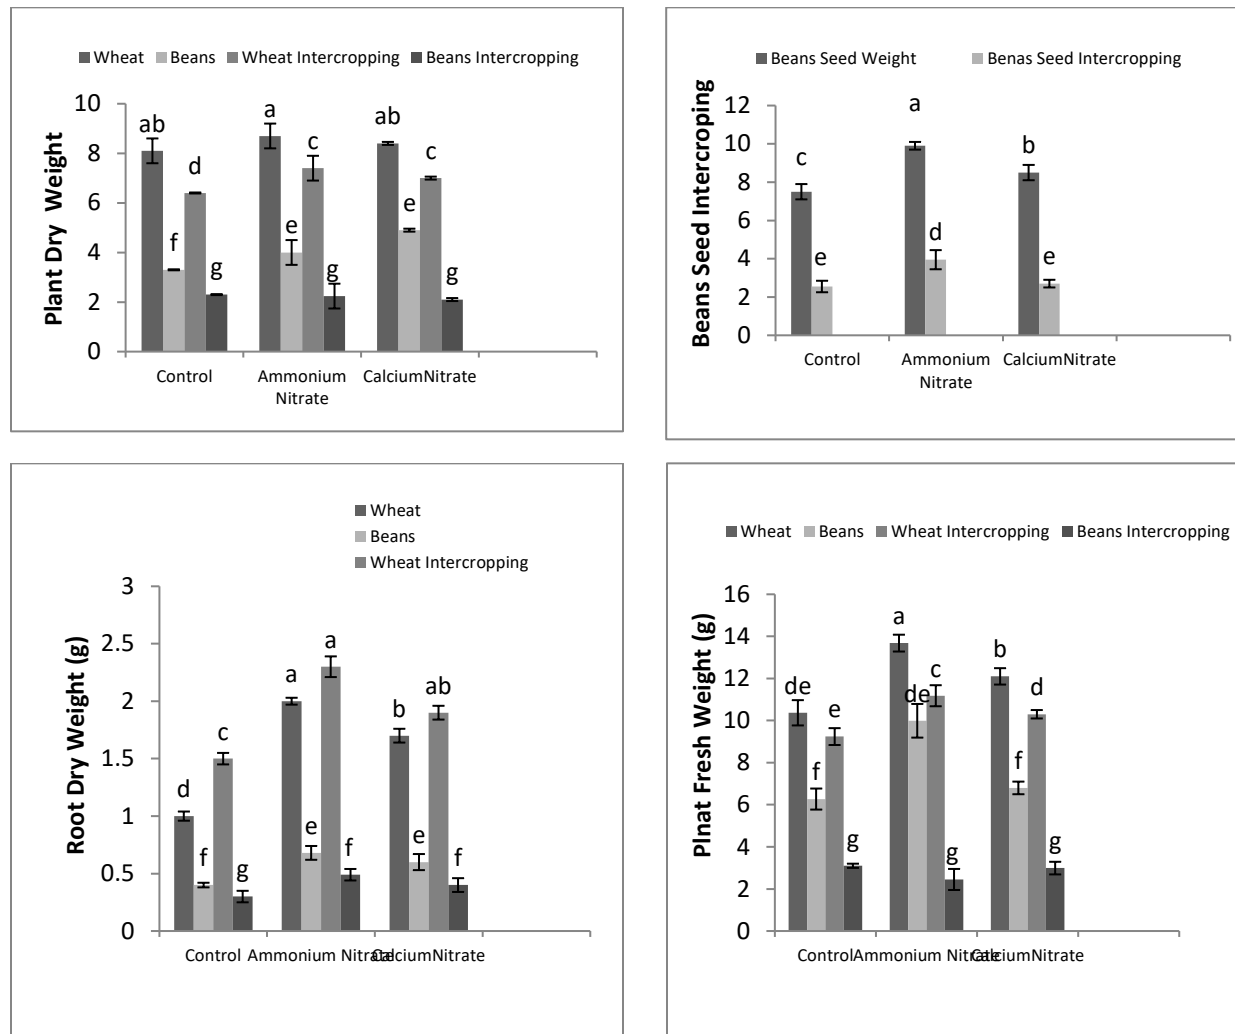 Wheat Beans Wheat Intercropping Beans Intercropping
Plant Dry Weight
10
8
6
4
2
0
ab
f
d
g
a
e
c
g
ab
e
c
g
Control
Ammonium
Nitrate
CalciumNitrate
Beans Seed Weight Benas Seed Intercropping
Beans Seed Intercroping
12
10
8
6
4
2
0
c
e
a
d
b
e
Control
Ammonium
Nitrate
CalciumNitrate
Wheat
Beans
Wheat Intercropping
Root Dry Weight (g)
3
2.5
2
1.5
1
0.5
0
d
f
c
g
a
e
a
f
b
e
ab
f
Control Ammonium Nitrate CalciumNitrate
Wheat Beans Wheat Intercropping Beans Intercropping
Plnat Fresh Weight (g)
16
14
12
10
8
6
4
2
0
de
f
e
g
a
de
c
g
b
f
d
g
Control Ammonium Nitrate CalciumNitrate